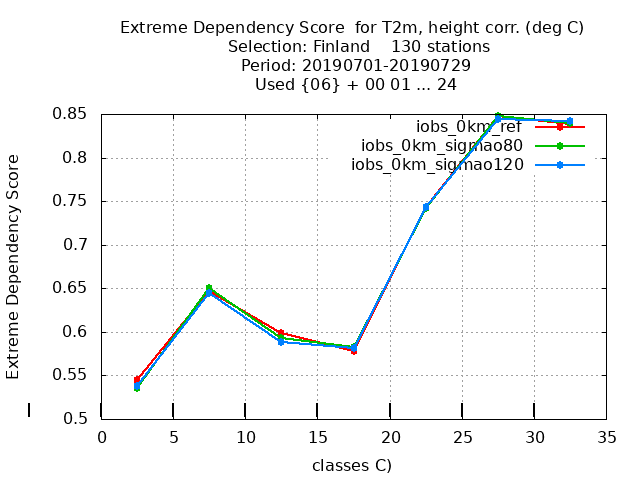 Extreme Dependency Score  for T2m, height corr. (deg C)
Selection: Finland    130 stations
Period: 20190701-20190729
Used {06} + 00 01 ... 24
iobs_0km_ref
iobs_0km_sigmao80
iobs_0km_sigmao120
Extreme Dependency Score
0.85
0.8
0.75
0.7
0.65
0.6
0.55
0.5
0 5 10 15 20 25 30 35
classes C)